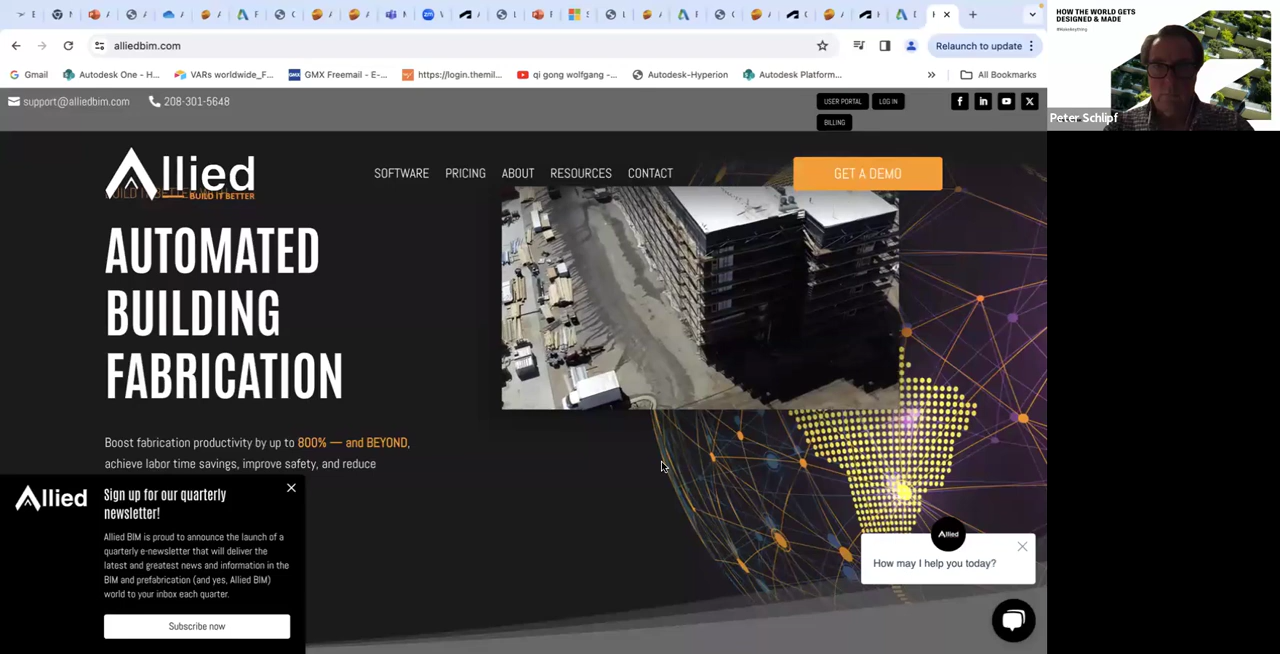 alliedbim.com
Relaunch to update
Gmail
Autodesk One - H...
VARs worldwide_F...
GMX Freemail - E-...
https://login.themil...
qi gong wolfgang -...
Autodesk-Hyperion
Autodesk Platform...
All Bookmarks
HOW THE WORLD GETS
DESIGNED & MADE
#MakeAnything
Peter Schlipf
support@alliedbim.com
208-301-5648
USER PORTAL
LOG IN
BILLING
Allied
BUILD IT BETTER
SOFTWARE
PRICING
ABOUT
RESOURCES
CONTACT
GET A DEMO
AUTOMATED
BUILDING
FABRICATION
Boost fabrication productivity by up to 800% — and BEYOND,
achieve labor time savings, improve safety, and reduce
Allied
Sign up for our quarterly
newsletter!
Allied BIM is proud to announce the launch of a
quarterly e-newsletter that will deliver the
latest and greatest news and information in the
BIM and prefabrication (and yes, Allied BIM)
world to your inbox each quarter.
Subscribe now
Allied
How may I help you today?